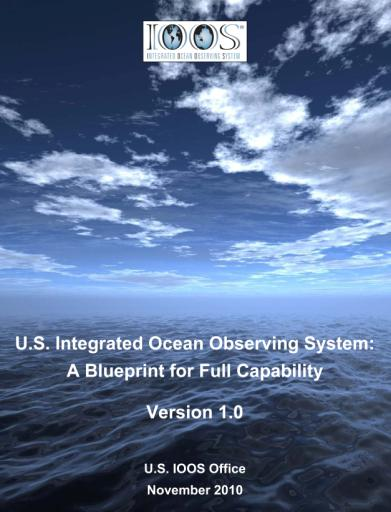 IOOS
INTEGRATED OCEAN OBSERVING SYSTEM
U.S. Integrated Ocean Observing System:
A Blueprint for Full Capability
Version 1.0
U.S. IOOS Office
November 2010